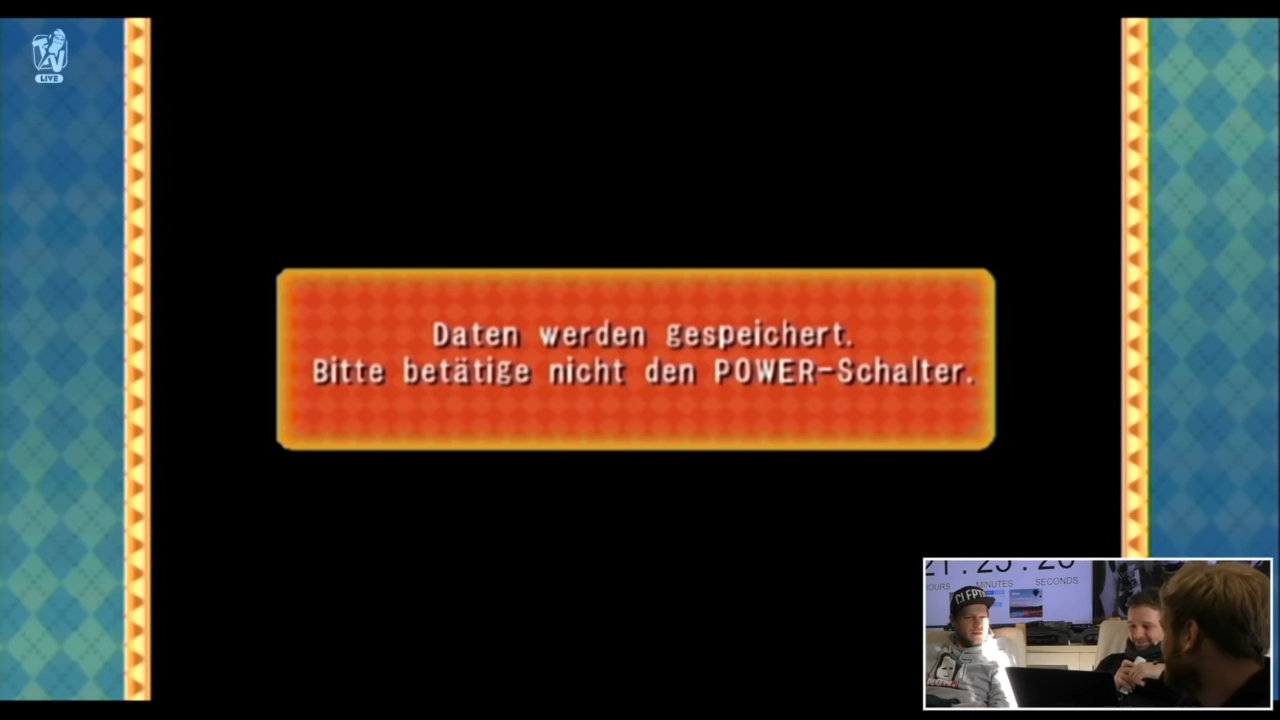 LIVE
Daten werden gespeichert.
Bitte betätige nicht den POWER-Schalter.
MINUTES
SECONDS